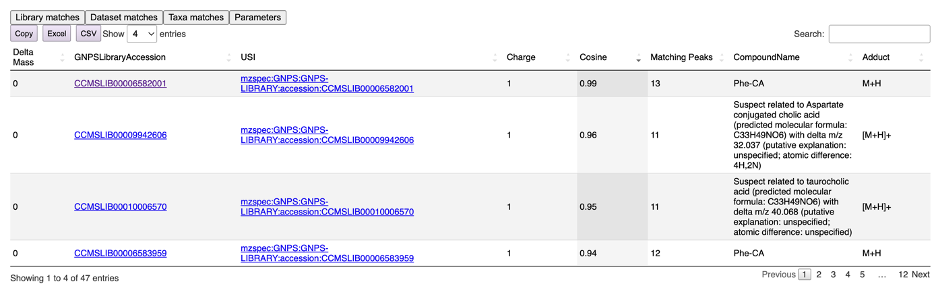 Library matches Dataset matches Taxa matches Parameters
Copy Excel CSV Show 4 entries Search:
Delta Mass GNPSLibraryAccession USI Charge Cosine Matching Peaks CompoundName Adduct
0 CCMSLIB00006582001 mzspec:GNPS:GNPS-
LIBRARY:accession:CCMSLIB00006582001 1 0.99 13 Phe-CA M+H
0 CCMSLIB00009942606 mzspec:GNPS:GNPS-
LIBRARY:accession:CCMSLIB00009942606 1 0.96 11 Suspect related to Aspartate
conjugated cholic acid
(predicted molecular formula:
C33H49NO6) with delta m/z
32.037 (putative explanation:
unspecified; atomic difference:
4H,2N) [M+H]+
0 CCMSLIB00010006570 mzspec:GNPS:GNPS-
LIBRARY:accession:CCMSLIB00010006570 1 0.95 11 Suspect related to taurocholic
acid (predicted molecular
formula: C33H49NO6) with
delta m/z 40.068 (putative
explanation: unspecified;
atomic difference: unspecified) [M+H]+
0 CCMSLIB00006583959 mzspec:GNPS:GNPS-
LIBRARY:accession:CCMSLIB00006583959 1 0.94 12 Phe-CA M+H
Showing 1 to 4 of 47 entries Previous 1 2 3 4 5 … 12 Next